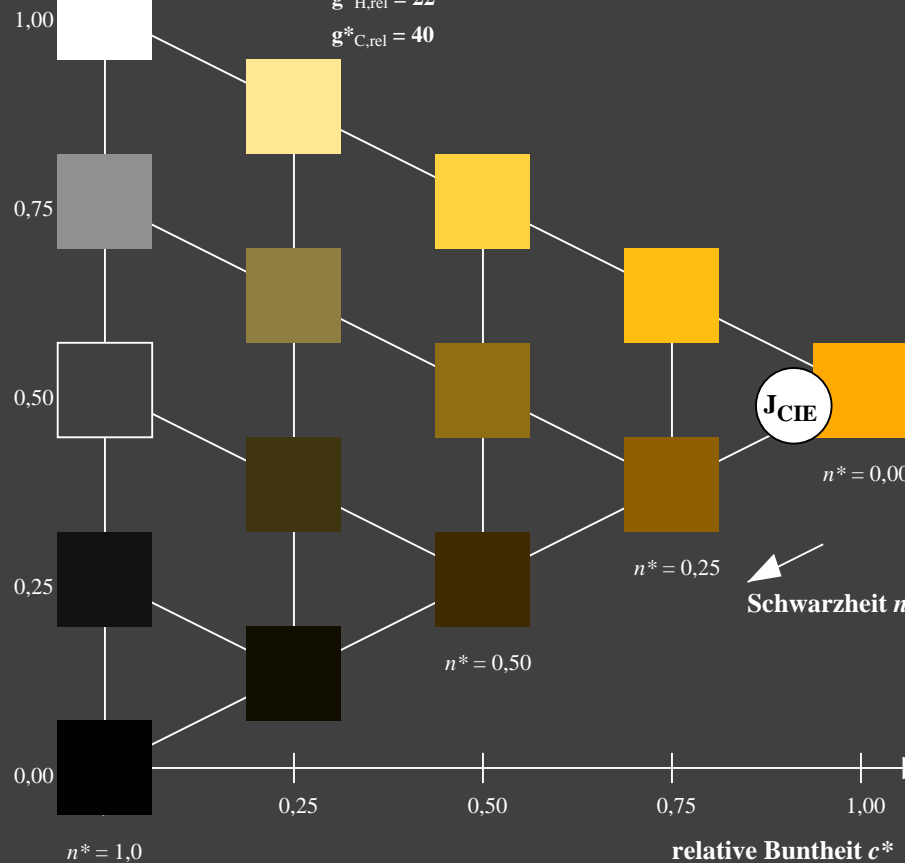 g*H,rel = 22
1,00
g*C,rel = 40
0,75
0,50
JCIE
n* = 0,00
n* = 0,25
0,25
Schwarzheit n
n* = 0,50
0,00
0,25
0,50
0,75
1,00
n* = 1,0
relative Buntheit c*